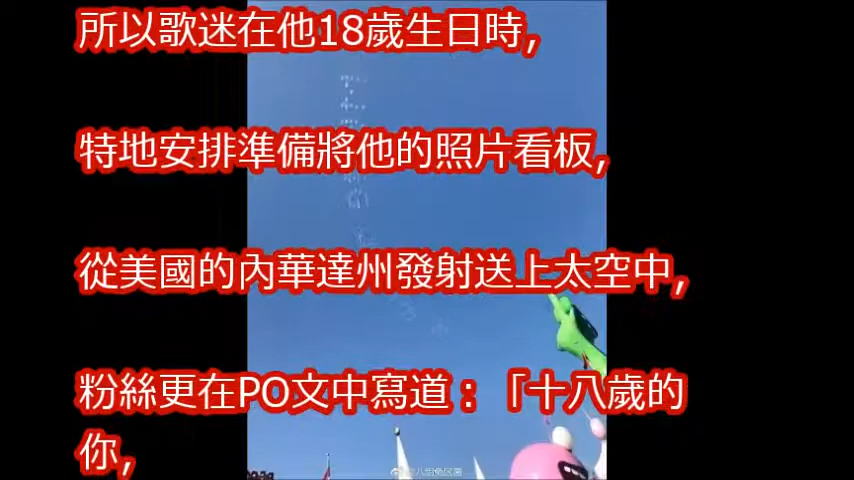 所以歌迷在他18歲生日時，
特地安排準備將他的照片看板，
從美國的內華達州發射送上太空中，
粉絲更在PO文中寫道：「十八歲的
你，